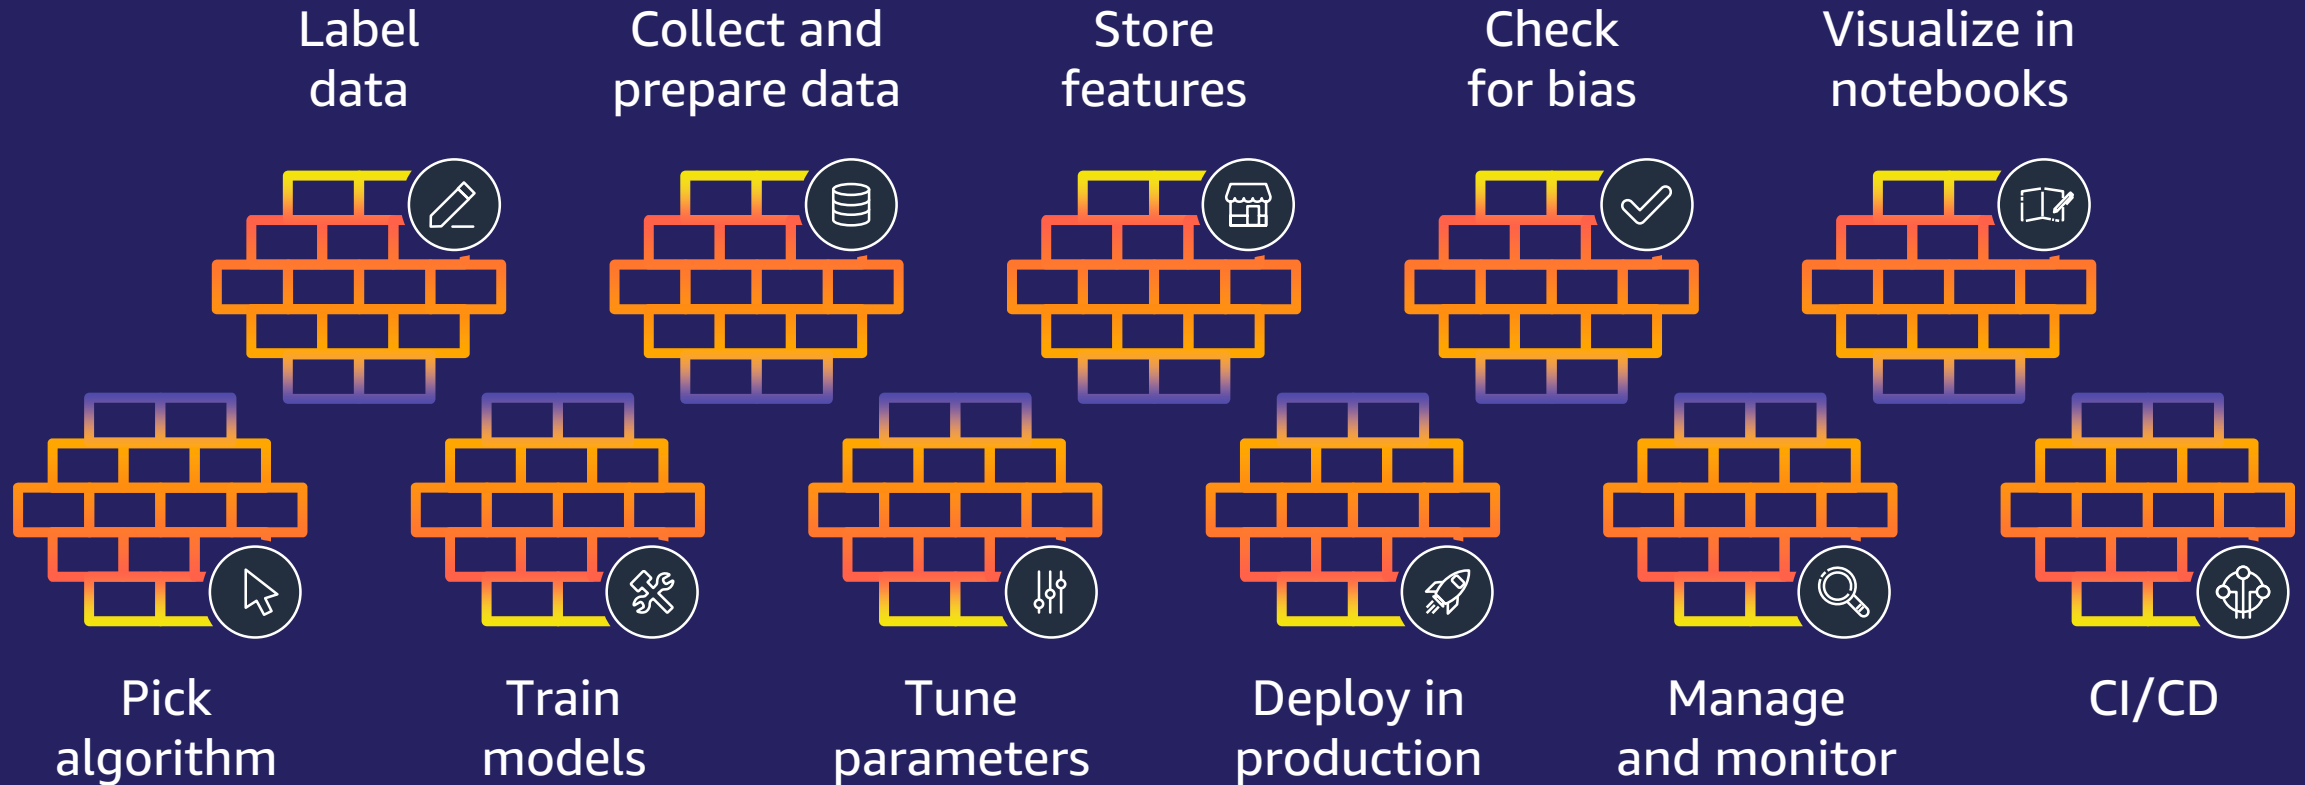 Label
data
Collect and
prepare data
Store
features
Check
for bias
Visualize in
notebooks
Pick
algorithm
Train
models
Tune
parameters
Deploy in
production
Manage
and monitor
CI/CD